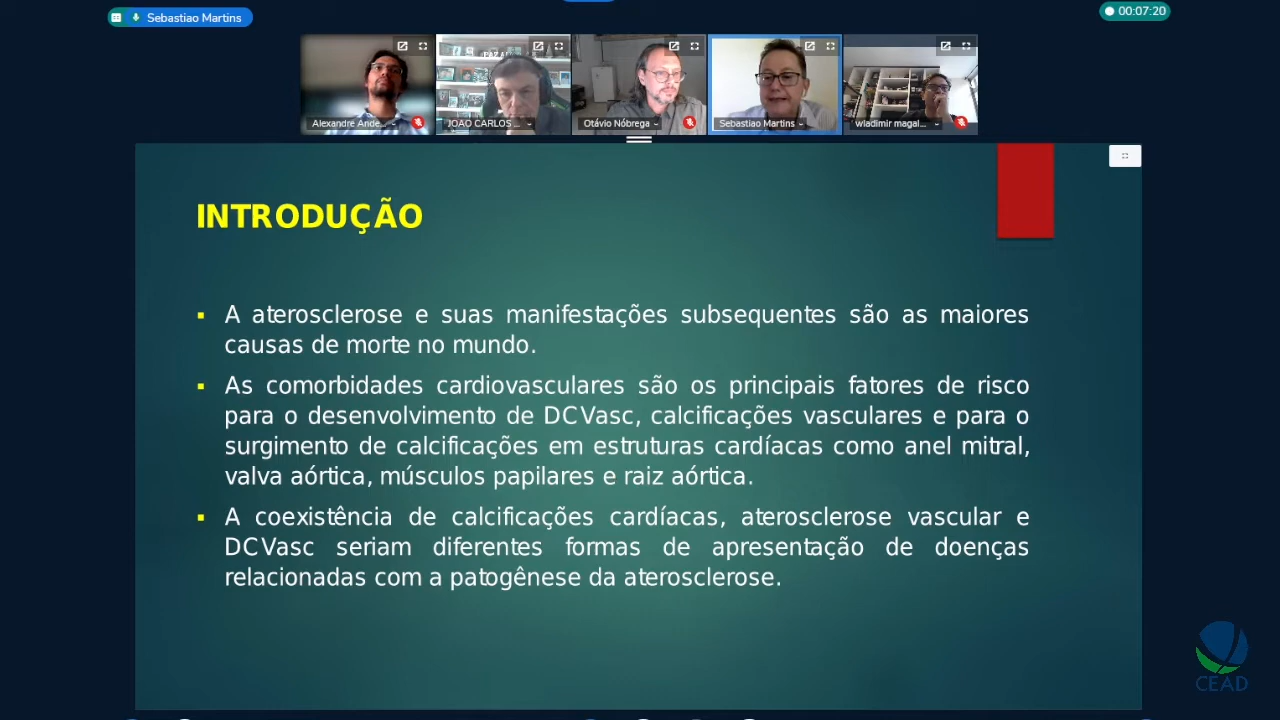 Sebastiao Martins
00:07:20
Alexandre Ande...
JOAO CARLOS ...
Otávio Nóbrega
Sebastiao Martins
wladimir magal...
INTRODUÇÃO
A aterosclerose e suas manifestações subsequentes são as maiores
causas de morte no mundo.
As comorbidades cardiovasculares são os principais fatores de risco
para o desenvolvimento de DCVasc, calcificações vasculares e para o
surgimento de calcificações em estruturas cardíacas como anel mitral,
valva aórtica, músculos papilares e raiz aórtica.
A coexistência de calcificações cardíacas, aterosclerose vascular e
DCVasc seriam diferentes formas de apresentação de doenças
relacionadas com a patogênese da aterosclerose.
CEAD